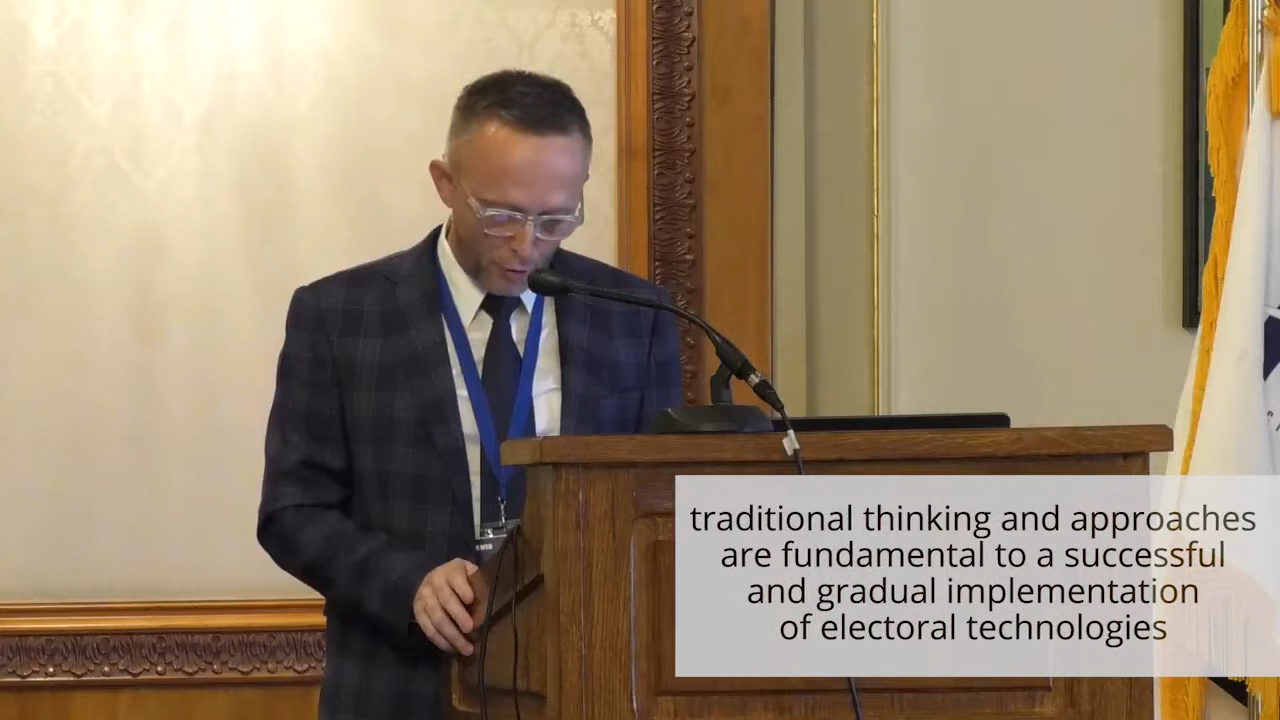 traditional thinking and approaches
are fundamental to a successful
and gradual implementation
of electoral technologies